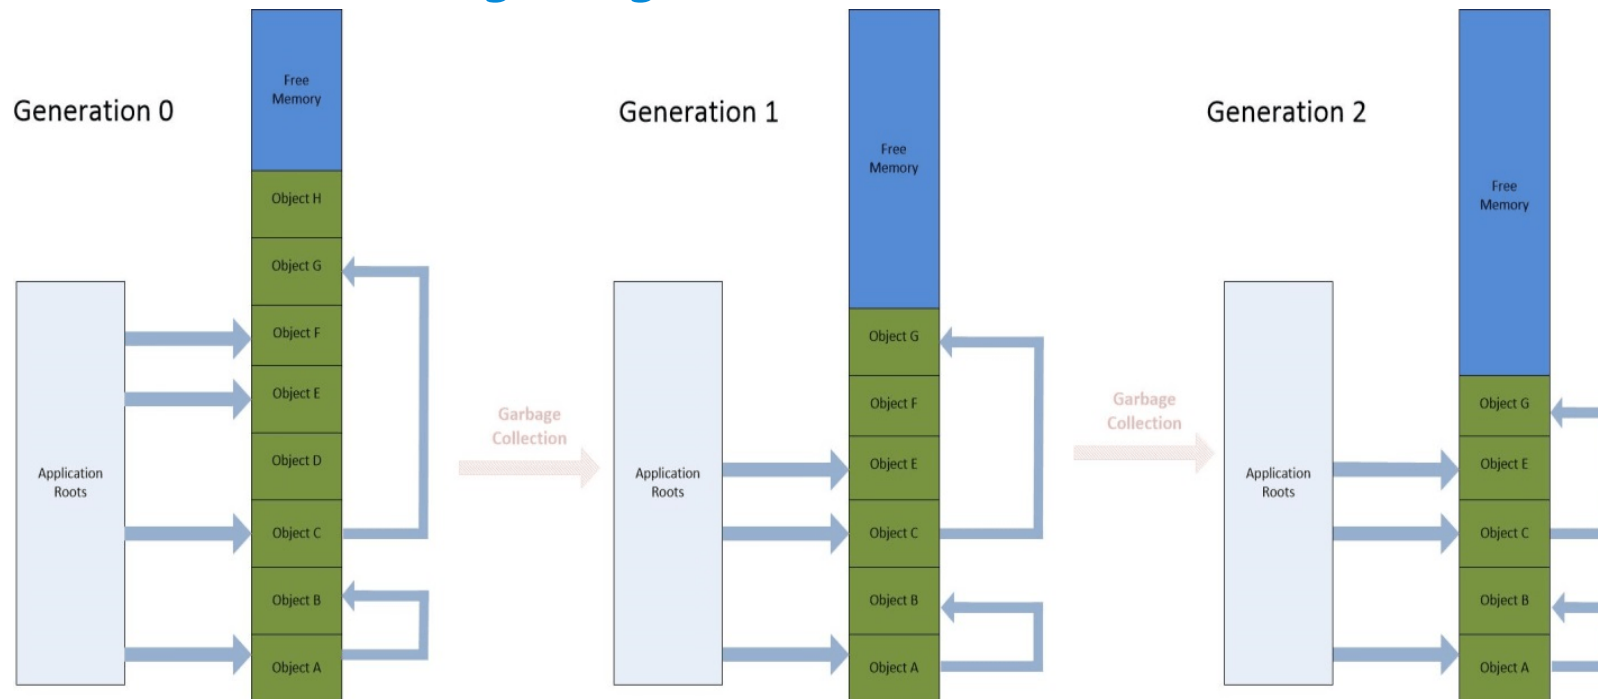 Generation 0
Free
Memory
Object H
Object G
Object F
Object E
Object D
Object C
Object B
Object A
Application
Roots
Garbage
Collection
Generation 1
Free
Memory
Object G
Object F
Object E
Object C
Object B
Object A
Application
Roots
Garbage
Collection
Generation 2
Free
Memory
Object G
Object E
Object C
Object B
Object A
Application
Roots